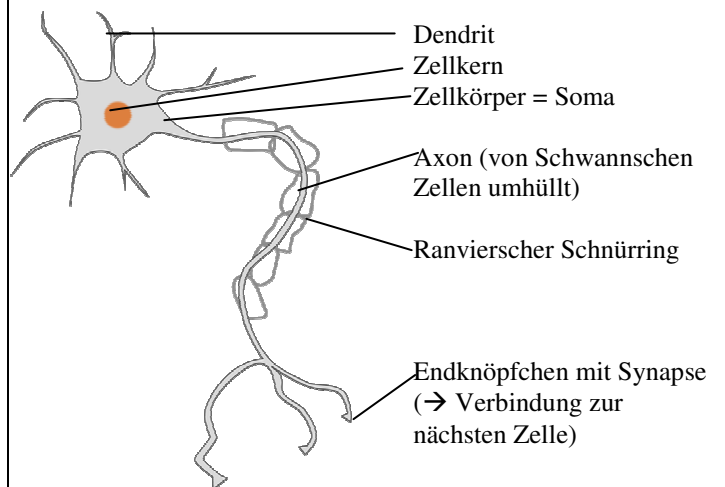 Dendrit
Zellkern
Zellkörper = Soma
Axon (von Schwannschen
Zellen umhüllt)
Ranvierscher Schnürring
Endknöpfchen mit Synapse
(→ Verbindung zur
nächsten Zelle)